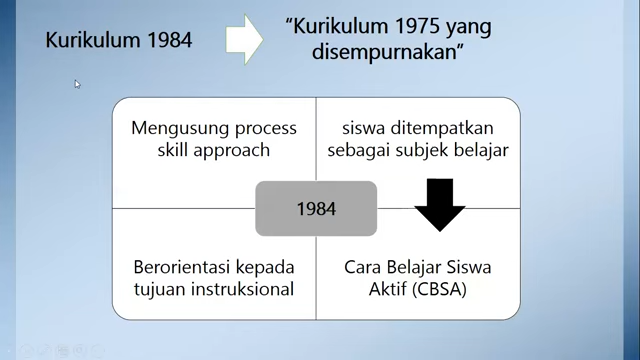 Kurikulum 1984
“Kurikulum 1975 yang
disempurnakan”
Mengusung process
skill approach
siswa ditempatkan
sebagai subjek belajar
1984
Berorientasi kepada
tujuan instruksional
Cara Belajar Siswa
Aktif (CBSA)